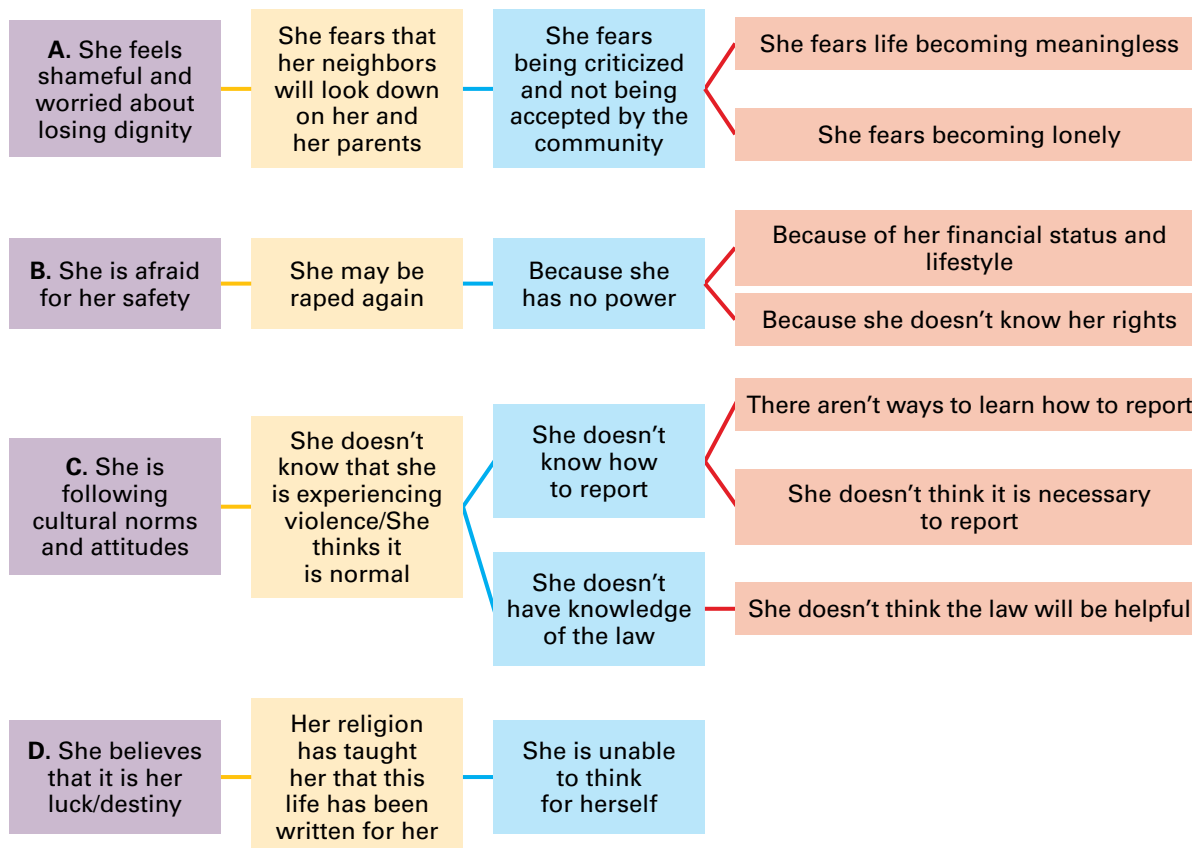 A. She feels
shameful and
worried about
losing dignity
She fears that
her neighbors
will look down
on her and
her parents
She fears
being criticized
and not being
accepted by the
community
She fears life becoming meaningless
She fears becoming lonely
B. She is afraid
for her safety
She may be
raped again
Because she
has no power
Because of her financial status and
lifestyle
Because she doesn't know her rights
C. She is
following
cultural norms
and attitudes
She doesn't
know that she
is experiencing
violence/She
thinks it
is normal
She doesn't
know how
to report
There aren't ways to learn how to report
She doesn't think it is necessary
to report
She doesn't
have knowledge
of the law
She doesn't think the law will be helpful
D. She believes
that it is her
luck/destiny
Her religion
has taught
her that this
life has been
written for her
She is unable
to think
for herself